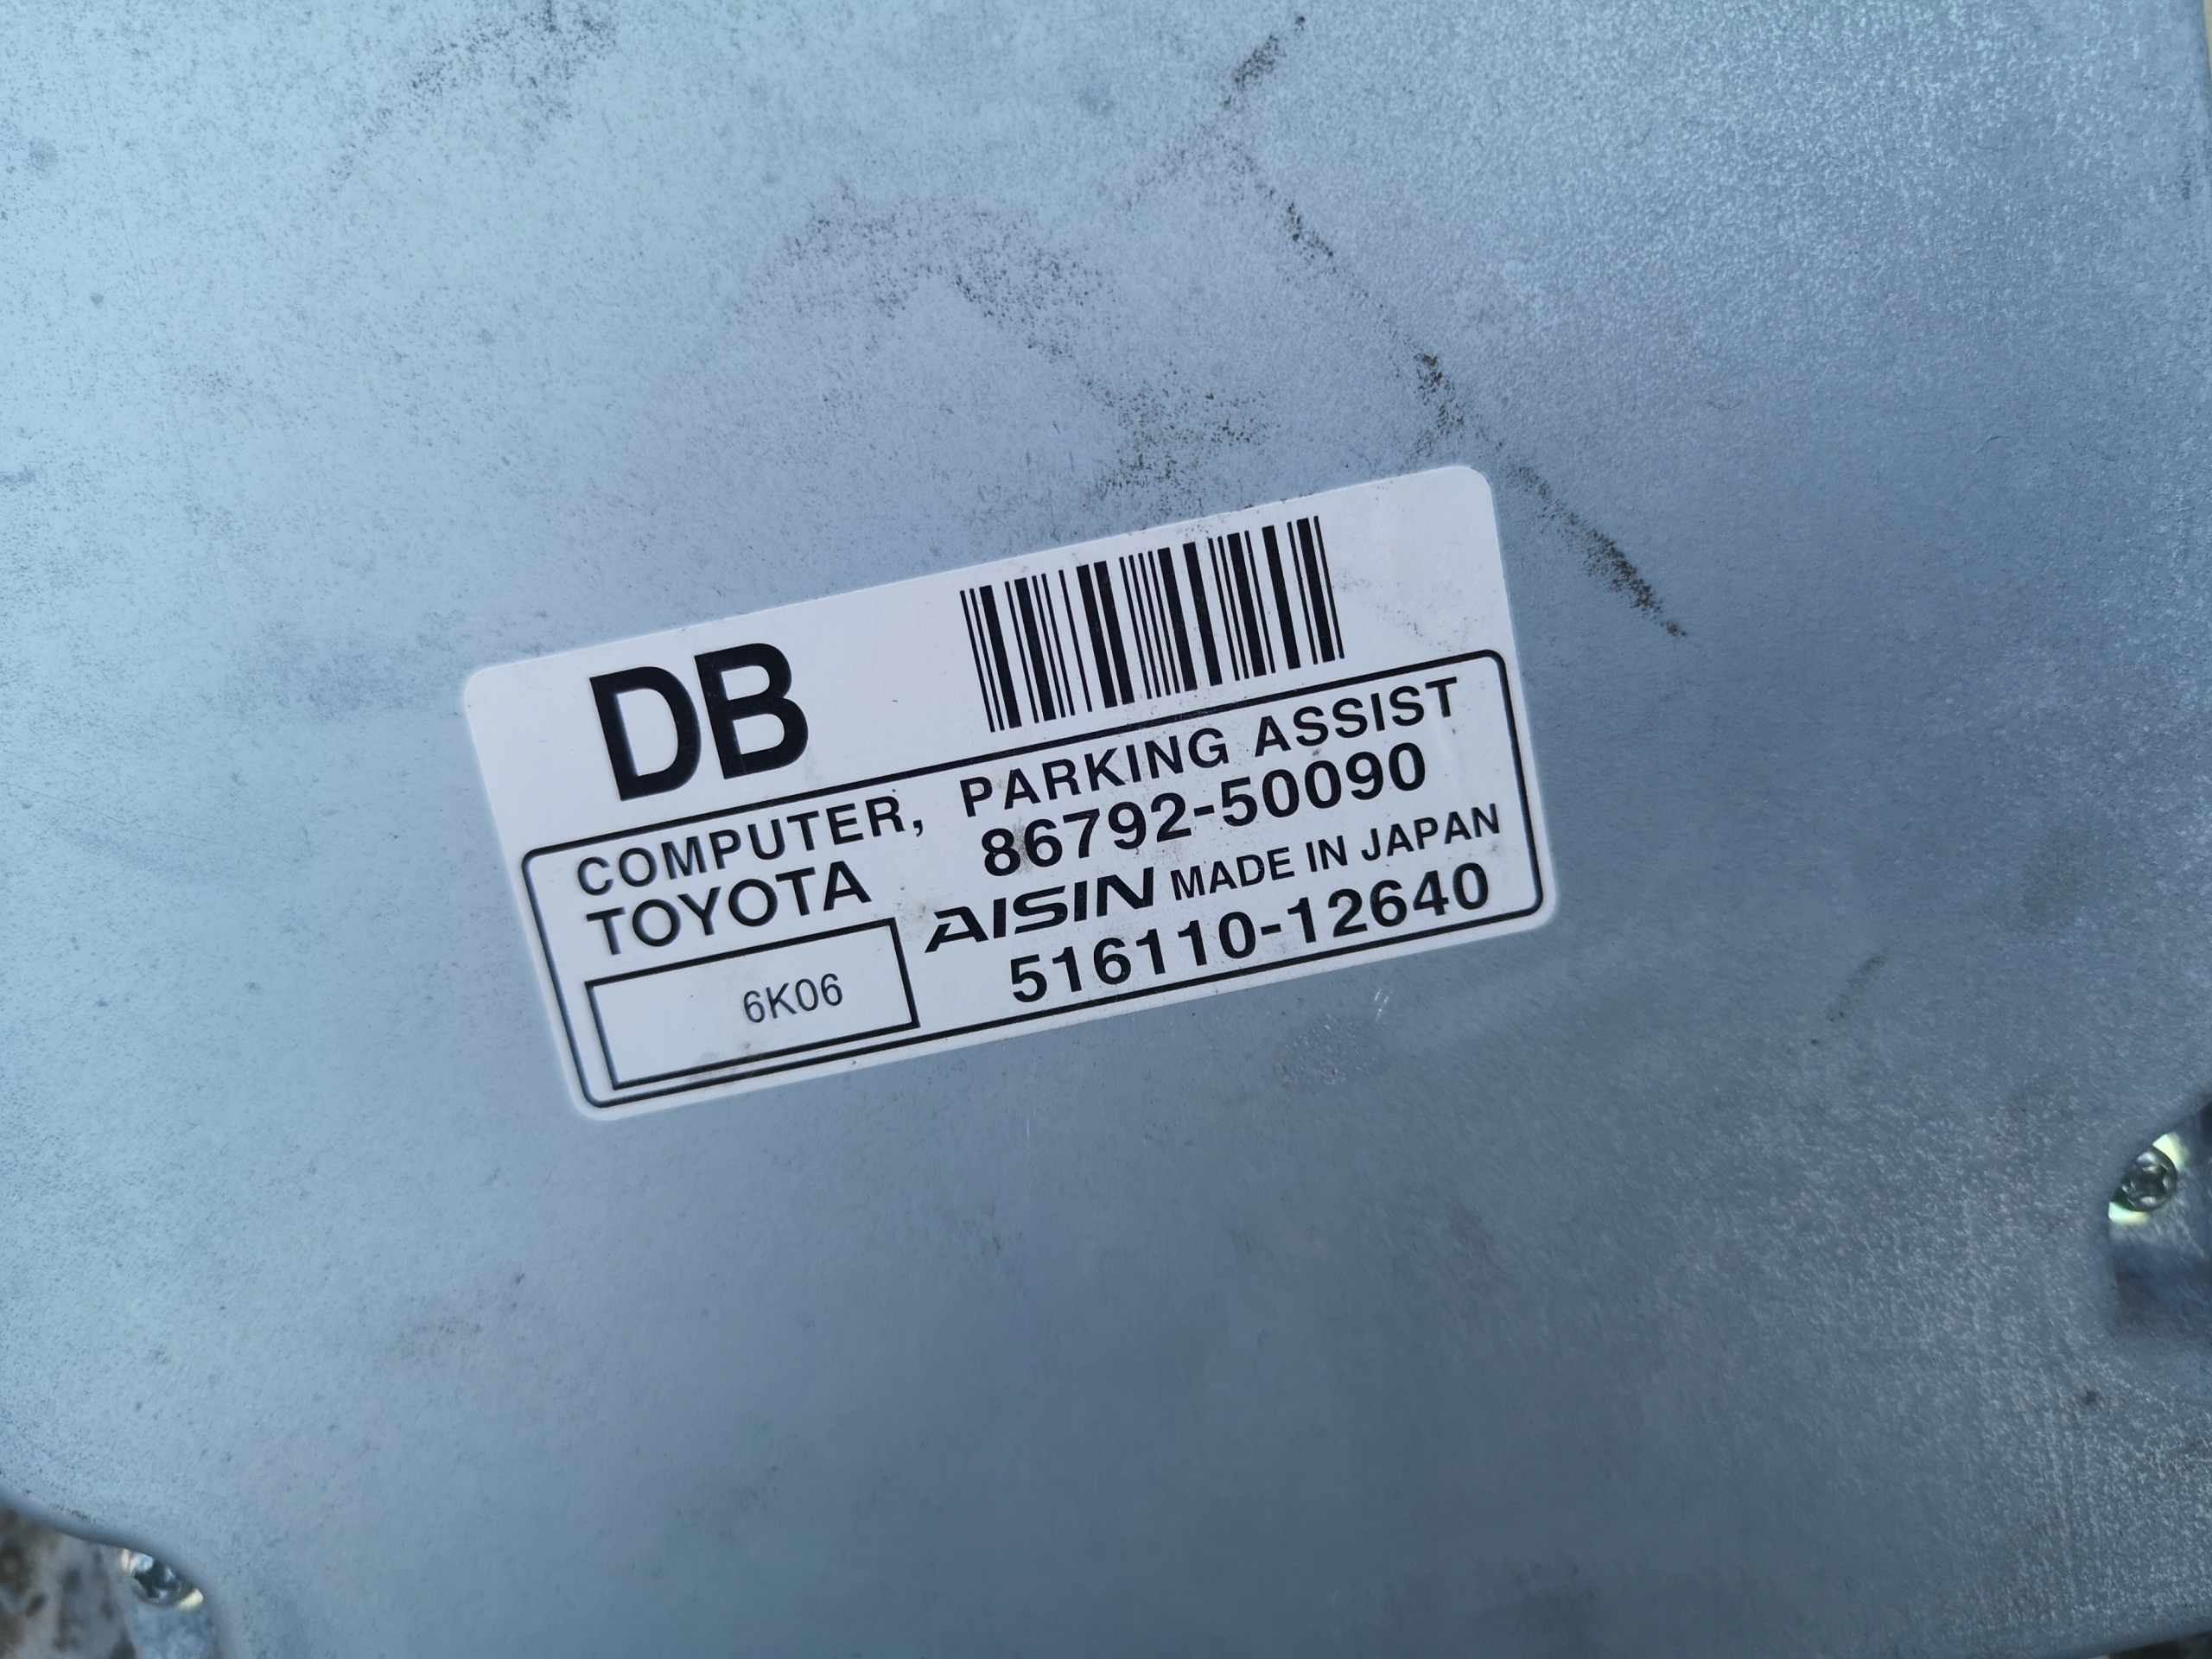 DB
COMPUTER, PARKING ASSIST
TOYOTA 86792-50090
AISIN MADE IN JAPAN
6K06 516110-12640